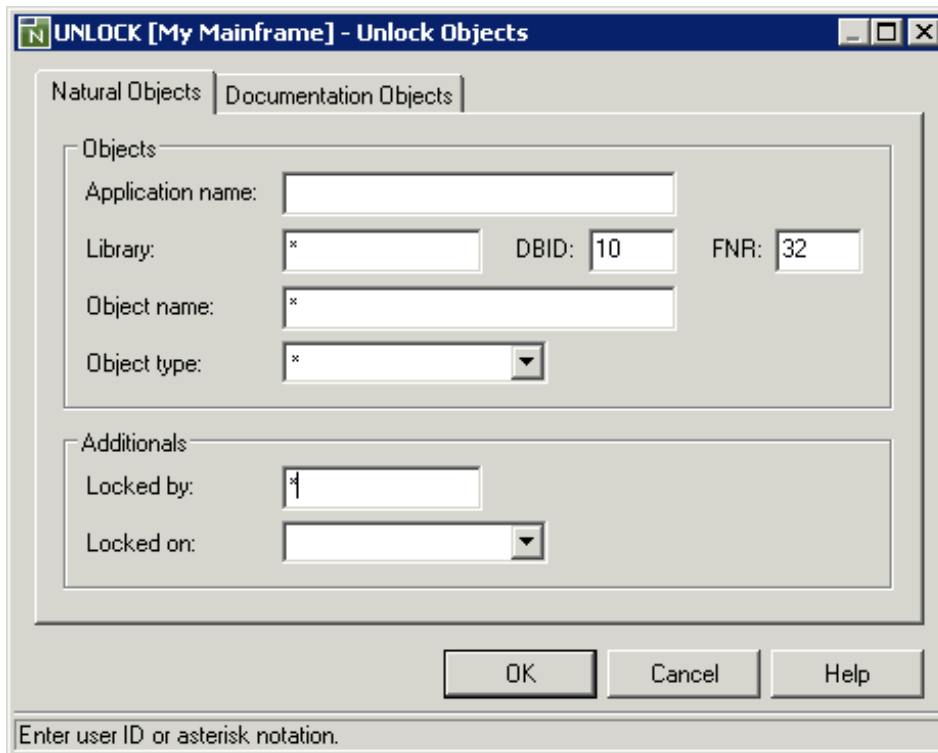 UNLOCK [My Mainframe] - Unlock Objects
Natural Objects Documentation Objects
Objects
Application name:
Library: * DBID: 10 FNR: 32
Object name: *
Object type: *
Additionals
Locked by: *
Locked on:
OK Cancel Help
Enter user ID or asterisk notation.